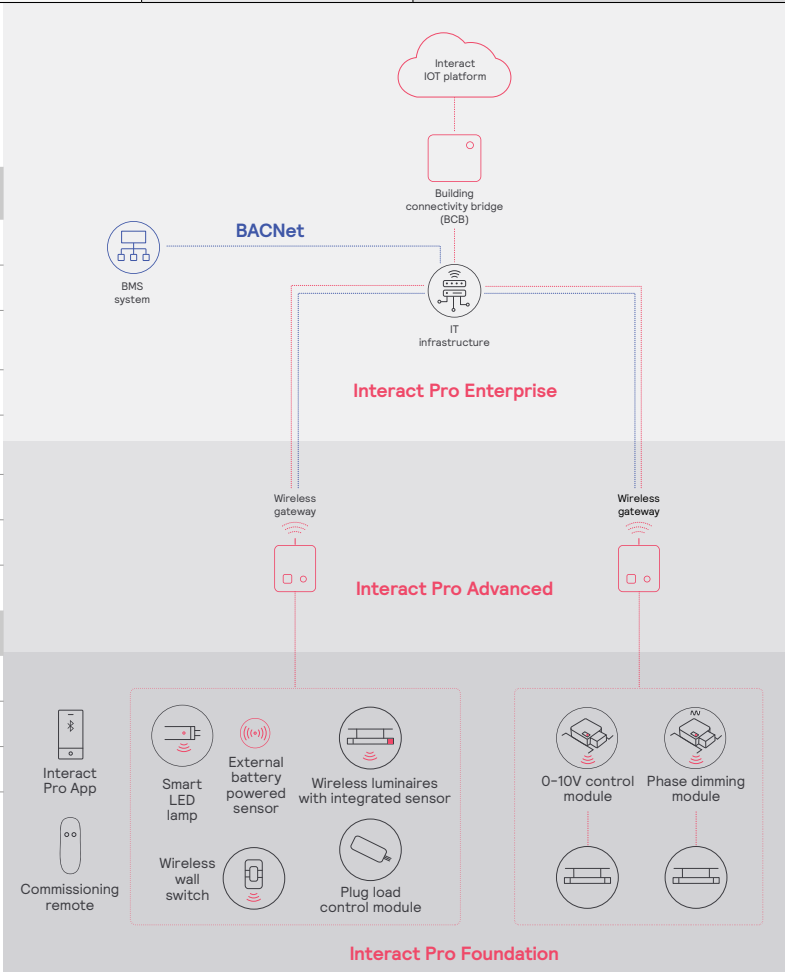 Interact
IOT platform
Building
connectivity bridge
(BCB)
BACNet
BMS
system
IT
infrastructure
Interact Pro Enterprise
Wireless
gateway
Wireless
gateway
Interact Pro Advanced
Interact
Pro App
Smart
LED
lamp
External
battery
powered
sensor
Wireless luminaires
with integrated sensor
0-10V control
module
Phase dimming
module
Commissioning
remote
Wireless
wall
switch
Plug load
control module
Interact Pro Foundation